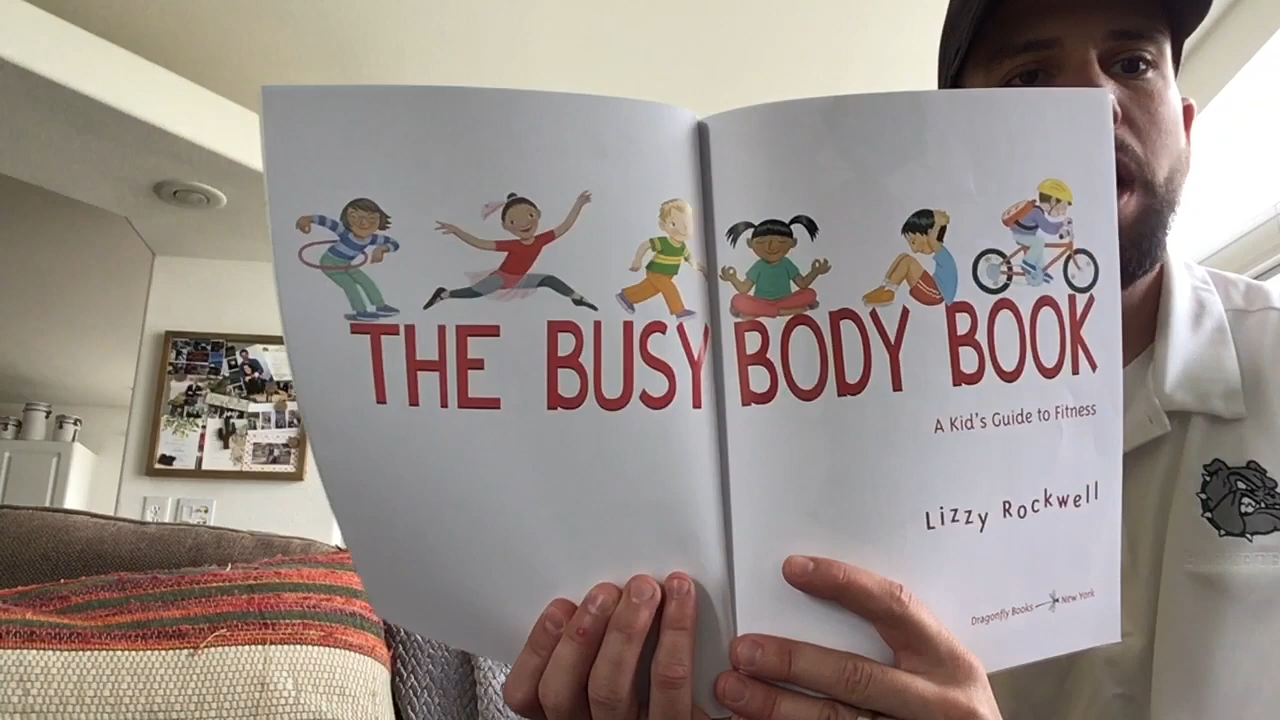 THE BUSY BODY BOOK
A Kid's Guide to Fitness
Lizzy Rockwell
Dragonfly Books New York